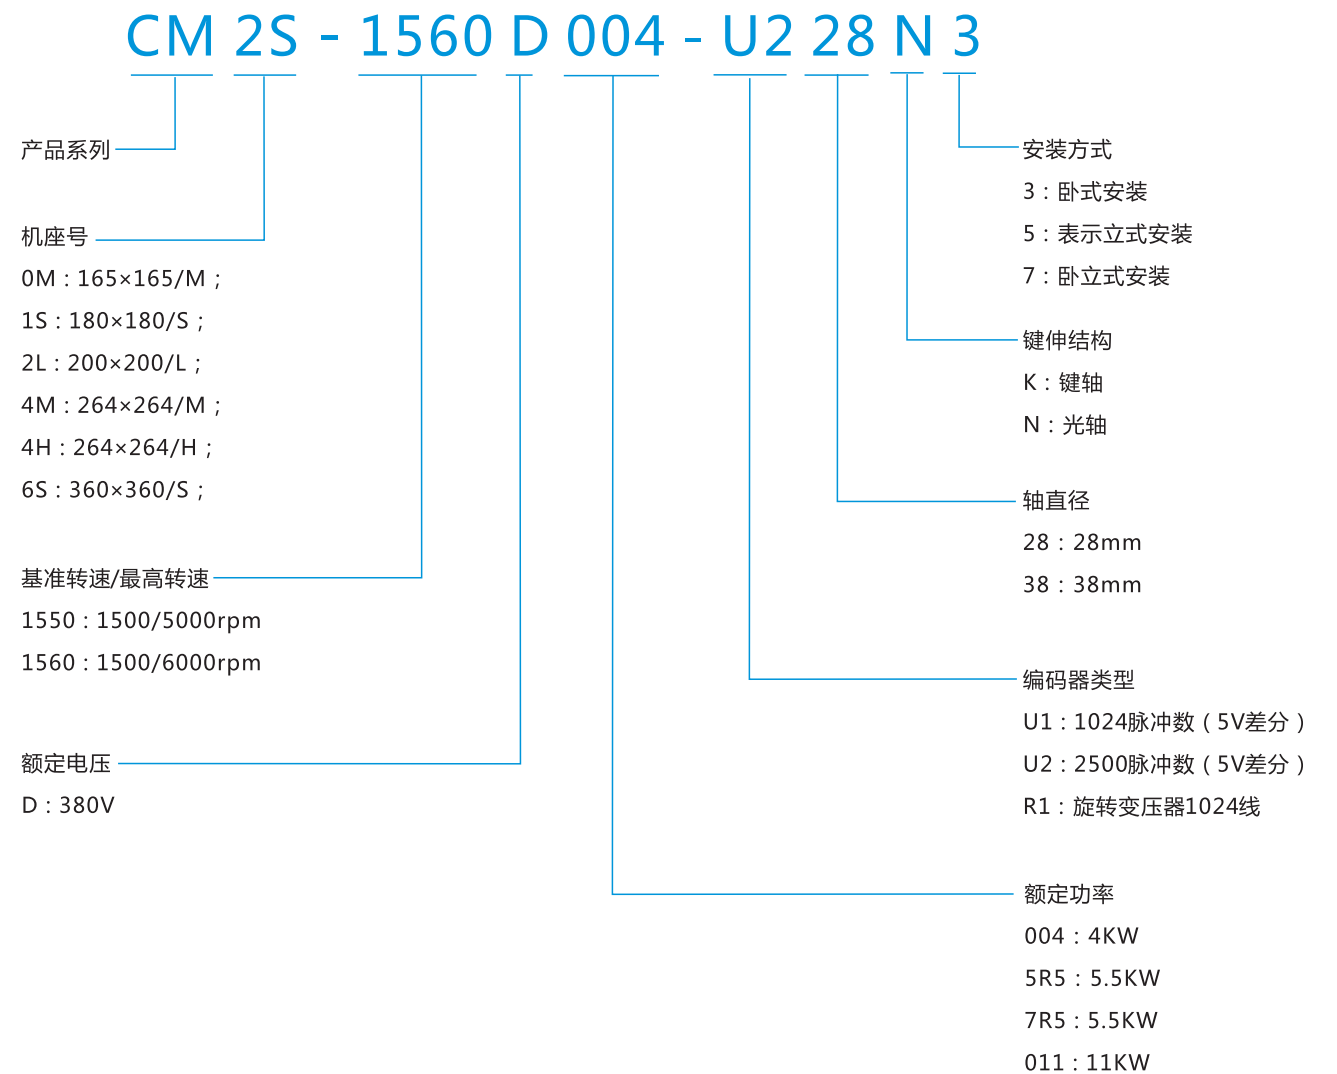 CM 2S - 1560 D 004 - U2 28 N 3
产品系列
机座号
0M：165×165/M；
1S：180×180/S；
2L：200×200/L；
4M：264×264/M；
4H：264×264/H；
6S：360×360/S；
基准转速/最高转速
1550：1500/5000rpm
1560：1500/6000rpm
额定电压
D：380V
安装方式
3：卧式安装
5：表示立式安装
7：卧立式安装
键伸结构
K：键轴
N：光轴
轴直径
28：28mm
38：38mm
编码器类型
U1：1024脉冲数（5V差分）
U2：2500脉冲数（5V差分）
R1：旋转变压器1024线
额定功率
004：4KW
5R5：5.5KW
7R5：5.5KW
011：11KW